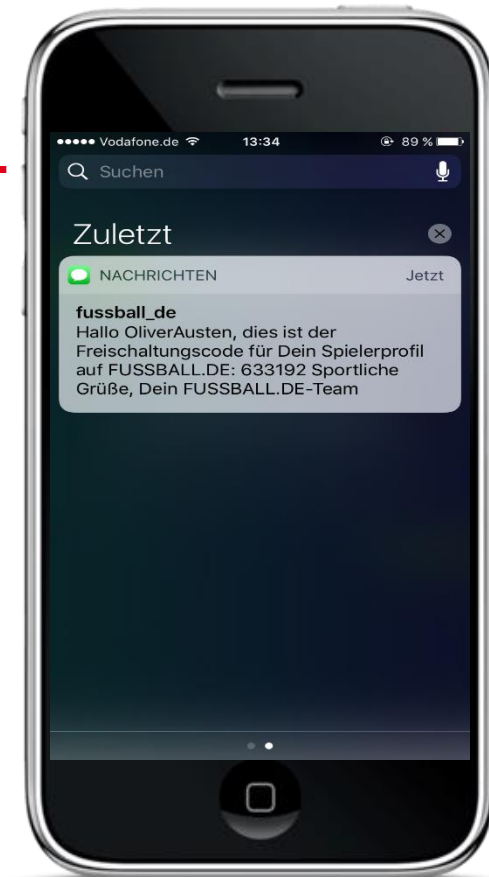 Vodafone.de 13:34 89 %
Suchen
Zuletzt
NACHRICHTEN Jetzt
fussball_de
Hallo OliverAusten, dies ist der
Freischaltungscode für Dein Spielerprofil
auf FUSSBALL.DE: 633192 Sportliche
Grüße, Dein FUSSBALL.DE-Team